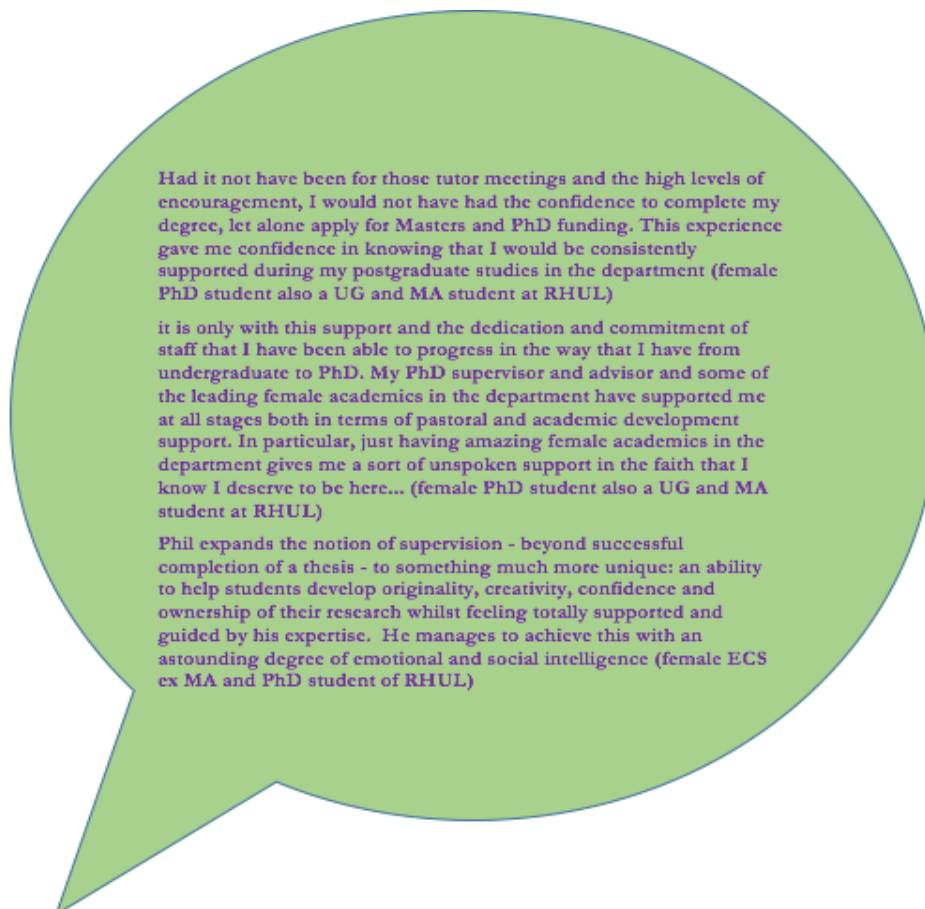 Had it not have been for those tutor meetings and the high levels of
encouragement, I would not have had the confidence to complete my
degree, let alone apply for Masters and PhD funding. This experience
gave me confidence in knowing that I would be consistently
supported during my postgraduate studies in the department (female
PhD student also a UG and MA student at RHUL)
it is only with this support and the dedication and commitment of
staff that I have been able to progress in the way that I have from
undergraduate to PhD. My PhD supervisor and advisor and some of
the leading female academics in the department have supported me
at all stages both in terms of pastoral and academic development
support. In particular, just having amazing female academics in the
department gives me a sort of unspoken support in the faith that I
know I deserve to be here... (female PhD student also a UG and MA
student at RHUL)
Phil expands the notion of supervision - beyond successful
completion of a thesis - to something much more unique: an ability
to help students develop originality, creativity, confidence and
ownership of their research whilst feeling totally supported and
guided by his expertise.  He manages to achieve this with an
astounding degree of emotional and social intelligence (female ECS
ex MA and PhD student of RHUL)